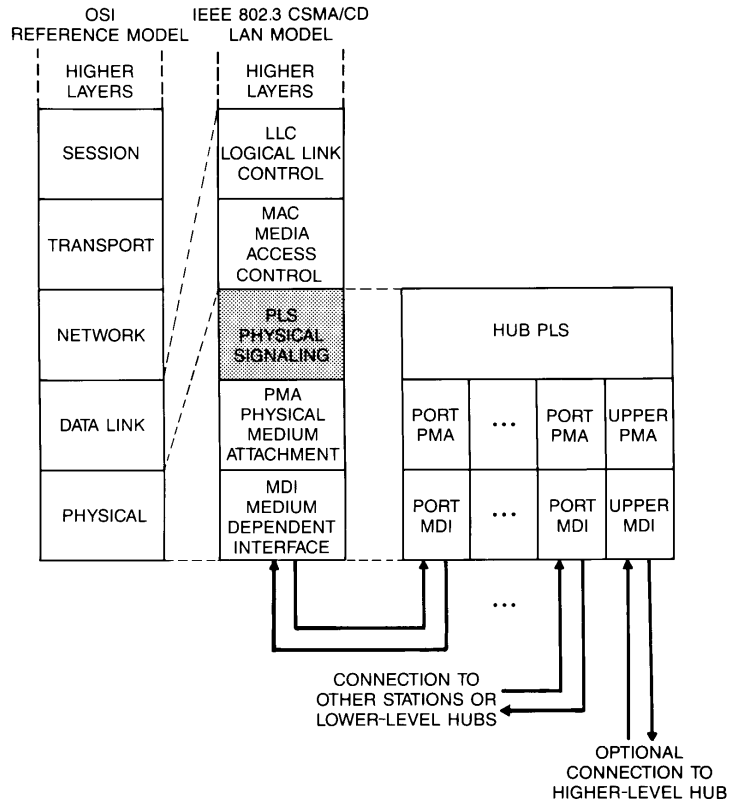 OSI
REFERENCE MODEL
HIGHER
LAYERS
SESSION
TRANSPORT
NETWORK
DATA LINK
PHYSICAL
IEEE 802.3 CSMA/CD
LAN MODEL
HIGHER
LAYERS
LLC
LOGICAL LINK
CONTROL
MAC
MEDIA
ACCESS
CONTROL
PLS
PHYSICAL
SIGNALING
PMA
PHYSICAL
MEDIUM
ATTACHMENT
MDI
MEDIUM
DEPENDENT
INTERFACE
HUB PLS
PORT
PMA
...
PORT
PMA
UPPER
PMA
PORT
MDI
...
PORT
MDI
UPPER
MDI
...
CONNECTION TO
OTHER STATIONS OR
LOWER-LEVEL HUBS
OPTIONAL
CONNECTION TO
HIGHER-LEVEL HUB